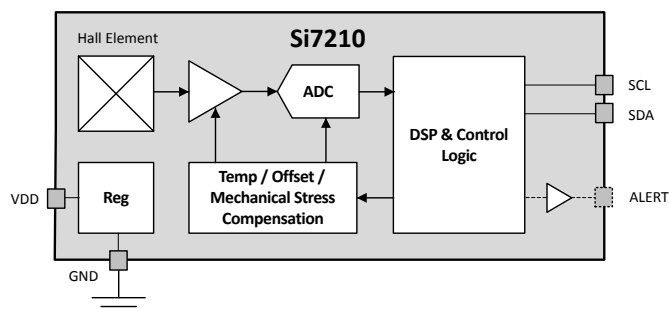 Si7210
Hall Element
ADC
DSP & Control
Logic
SCL
SDA
Temp / Offset /
Mechanical Stress
Compensation
Reg
VDD
ALERT
GND